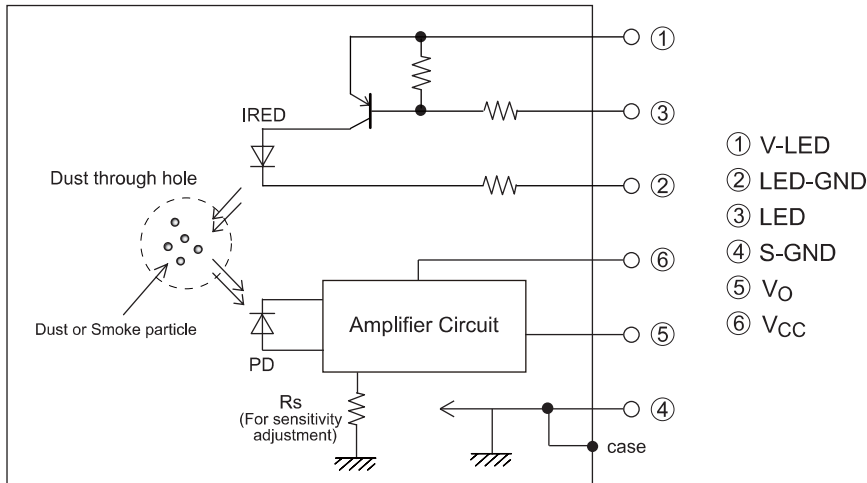 ①
IRED
③
Dust through hole
②
① V-LED
② LED-GND
③ LED
④ S-GND
⑤ VO
⑥ VCC
⑥
Dust or Smoke particle
Amplifier Circuit
PD
⑤
Rs
(For sensitivity
adjustment)
④
case